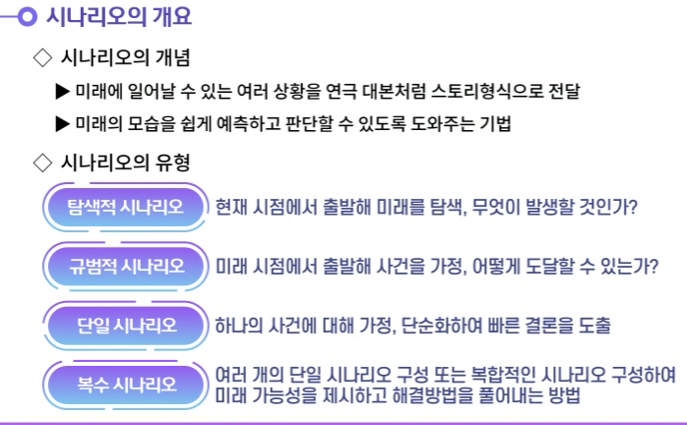 시나리오의 개요
◇ 시나리오의 개념
▶ 미래에 일어날 수 있는 여러 상황을 연극 대본처럼 스토리형식으로 전달
▶ 미래의 모습을 쉽게 예측하고 판단할 수 있도록 도와주는 기법
◇ 시나리오의 유형
탐색적 시나리오 현재 시점에서 출발해 미래를 탐색, 무엇이 발생할 것인가?
규범적 시나리오 미래 시점에서 출발해 사건을 가정, 어떻게 도달할 수 있는가?
단일 시나리오 하나의 사건에 대해 가정, 단순화하여 빠른 결론을 도출
복수 시나리오 여러 개의 단일 시나리오 구성 또는 복합적인 시나리오 구성하여
미래 가능성을 제시하고 해결방법을 풀어내는 방법